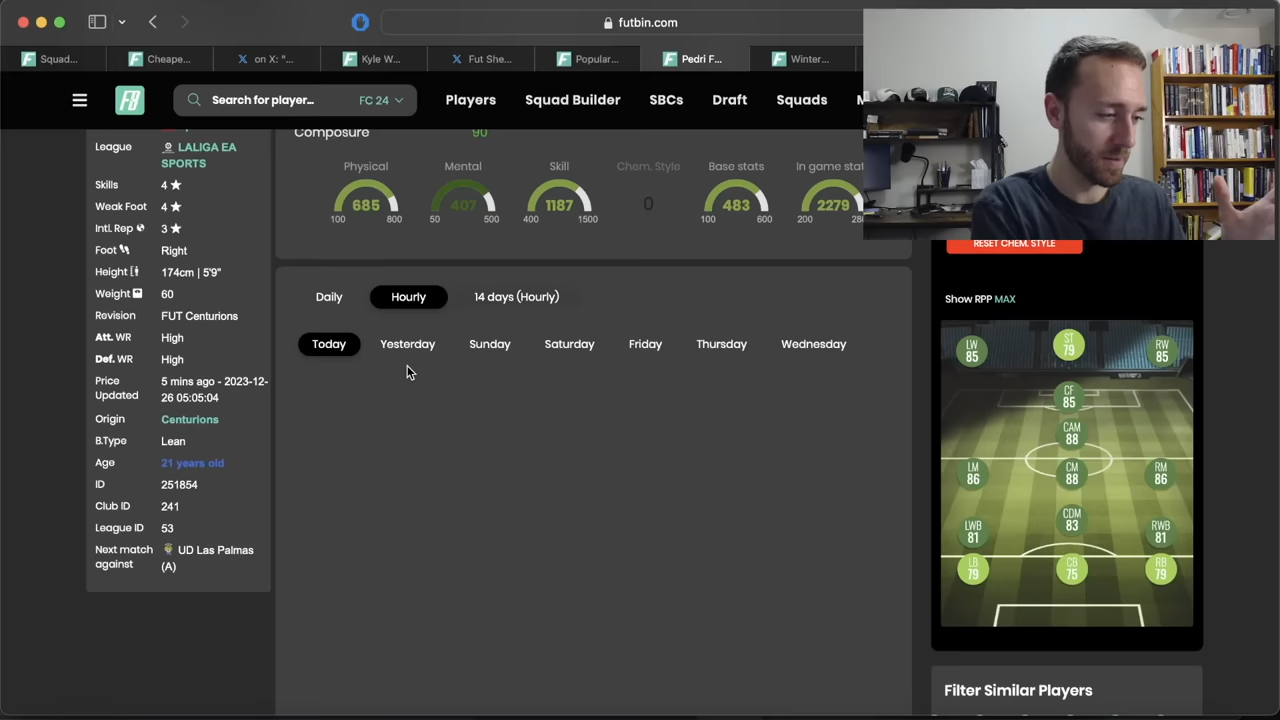 futbin.com
Squad...
Cheape...
on X: "...
Kyle W...
Fut She...
Popular...
Pedri F...
Winter...
Search for player...
FC 24
Players
Squad Builder
SBCs
Draft
Squads
M
Composure
90
League
LALIGA EA
SPORTS
Skills
4
Weak Foot
4
Intl. Rep
3
Foot
Right
Height
174cm | 5'9"
Weight
60
Revision
FUT Centurions
Att. WR
High
Def. WR
High
Price
Updated
5 mins ago - 2023-12-
26 05:05:04
Origin
Centurions
B.Type
Lean
Age
21 years old
ID
251854
Club ID
241
League ID
53
Next match
against
UD Las Palmas
(A)
Physical
685
100
800
Mental
407
50
500
Skill
1187
400
1500
Chem. Style
0
Base stats
483
100
600
In game stat
2279
200
28
Daily
Hourly
14 days (Hourly)
Today
Yesterday
Sunday
Saturday
Friday
Thursday
Wednesday
RESET CHEM. STYLE
Show RPP MAX
LW
85
ST
79
RW
85
CF
85
CAM
88
LM
86
CM
88
RM
86
CDM
83
LWB
81
RWB
81
LB
79
CB
75
RB
79
Filter Similar Players